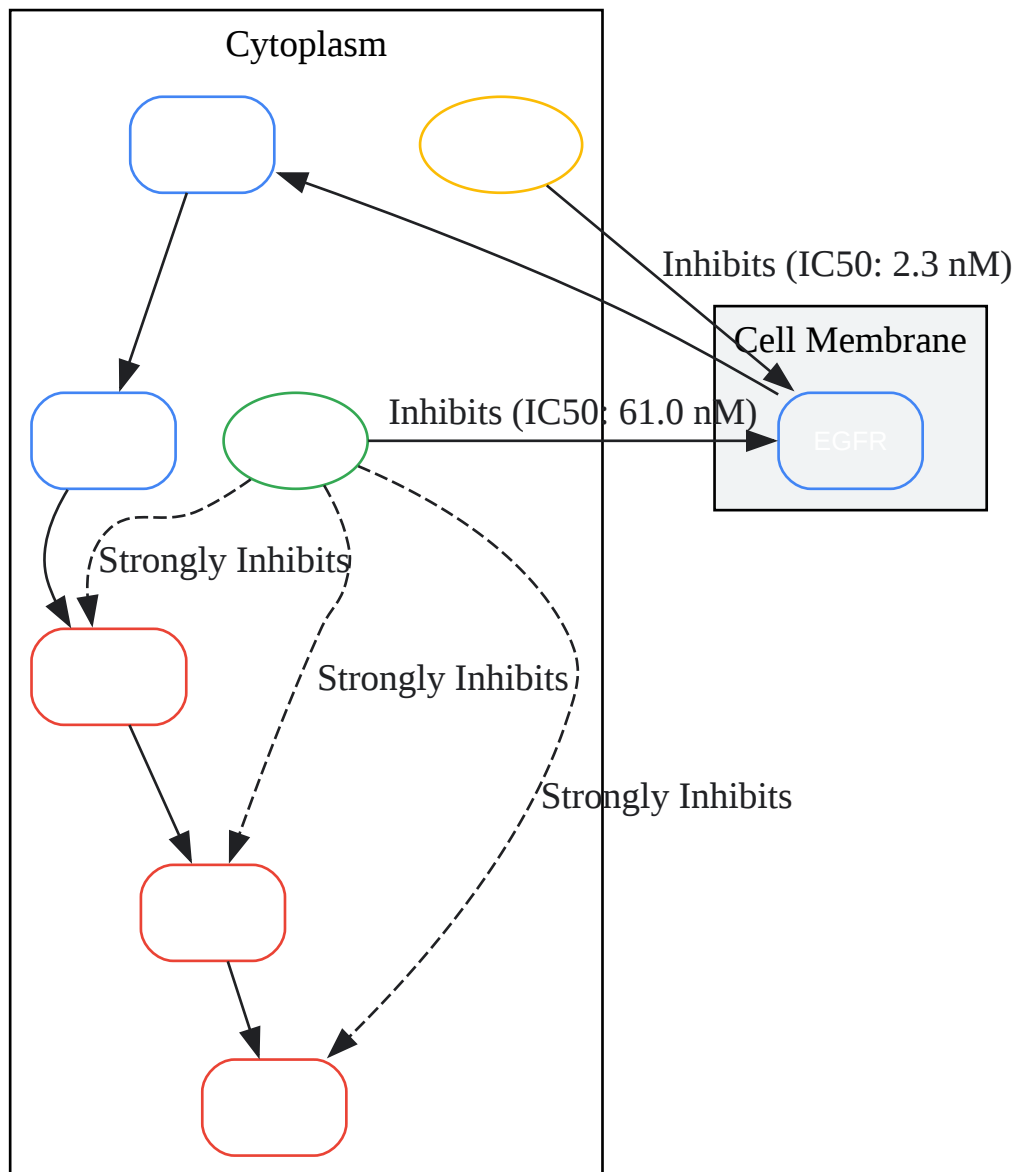 Cytoplasm
Inhibits (IC50: 2.3 nM)
Cell Membrane
Inhibits (IC50: 61.0 nM)
EGFR
Strongly Inhibits
Strongly Inhibits
Strongly Inhibits